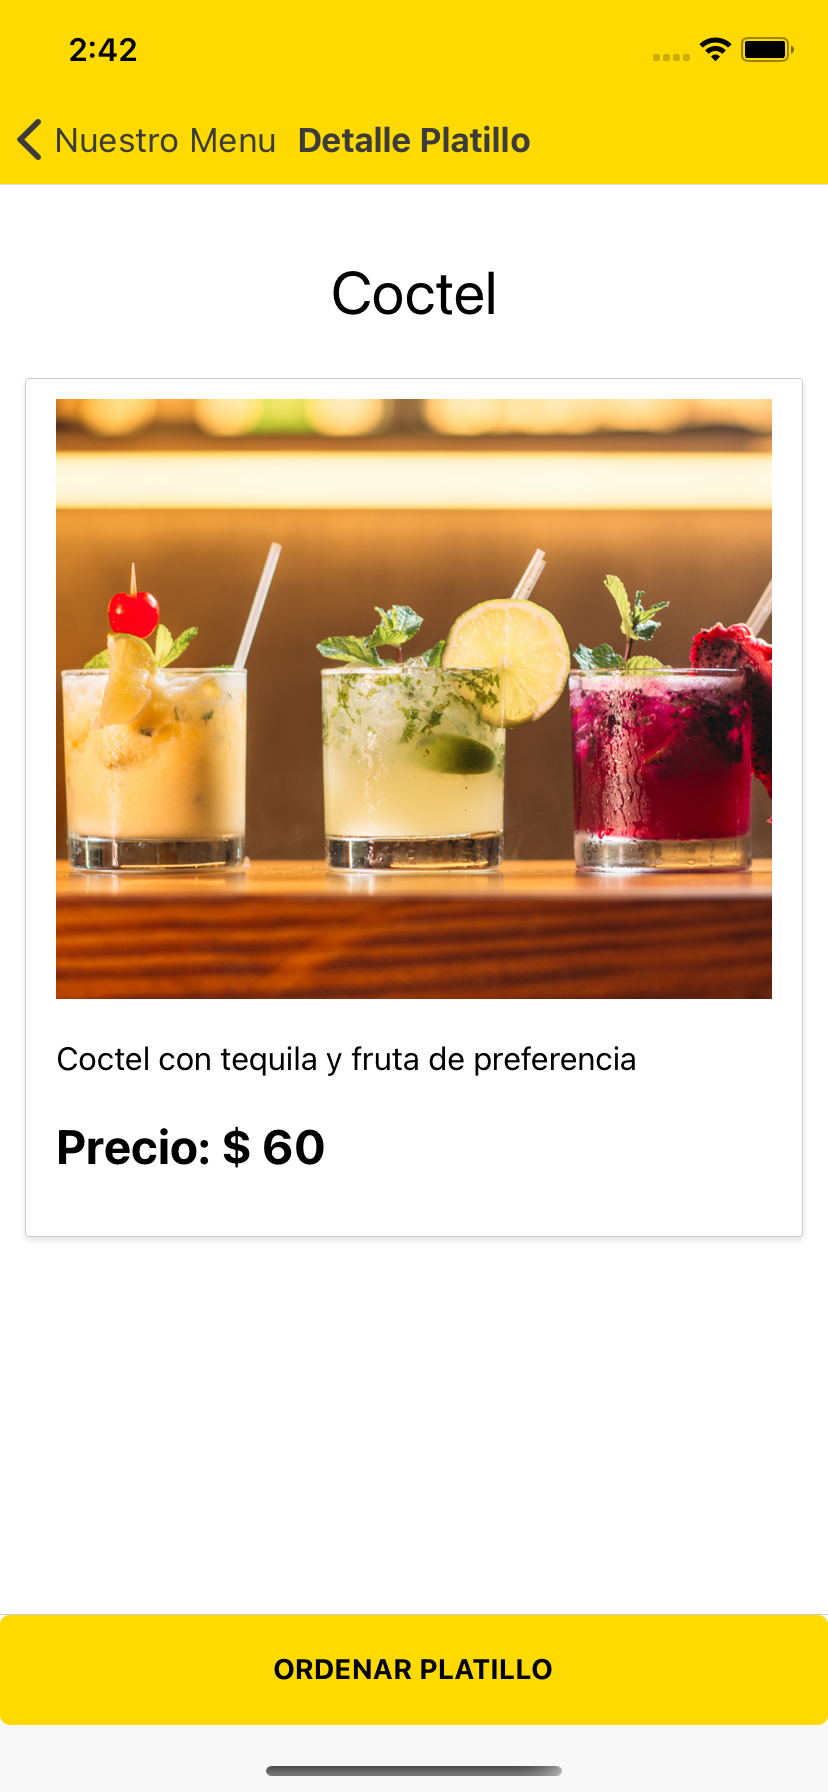 2:42
Nuestro Menu Detalle Platillo
Coctel
Coctel con tequila y fruta de preferencia
Precio: $ 60
ORDENAR PLATILLO